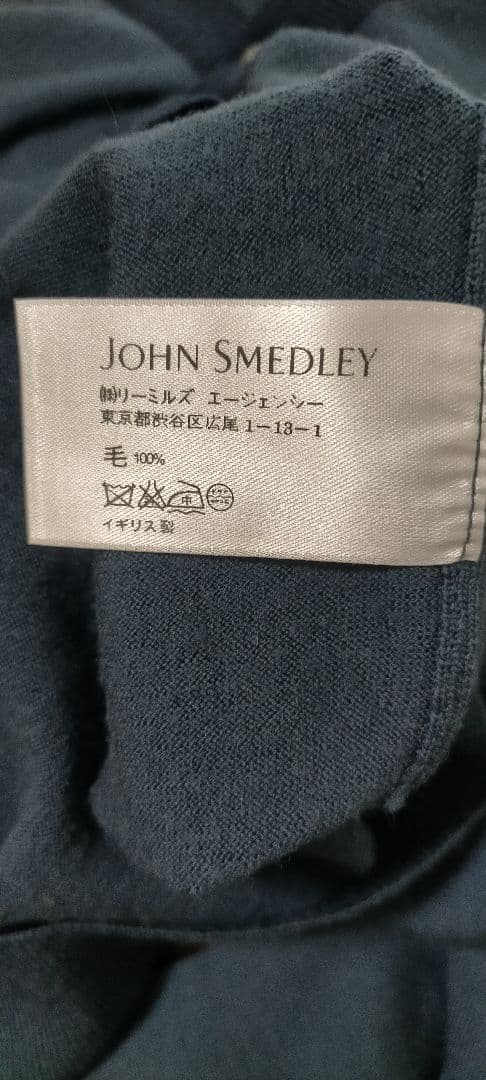 JOHN SMEDLEY
㈱リーミルズ エージェンシー
東京都渋谷区広尾 1-13-1
毛 100%
中
イギリス製